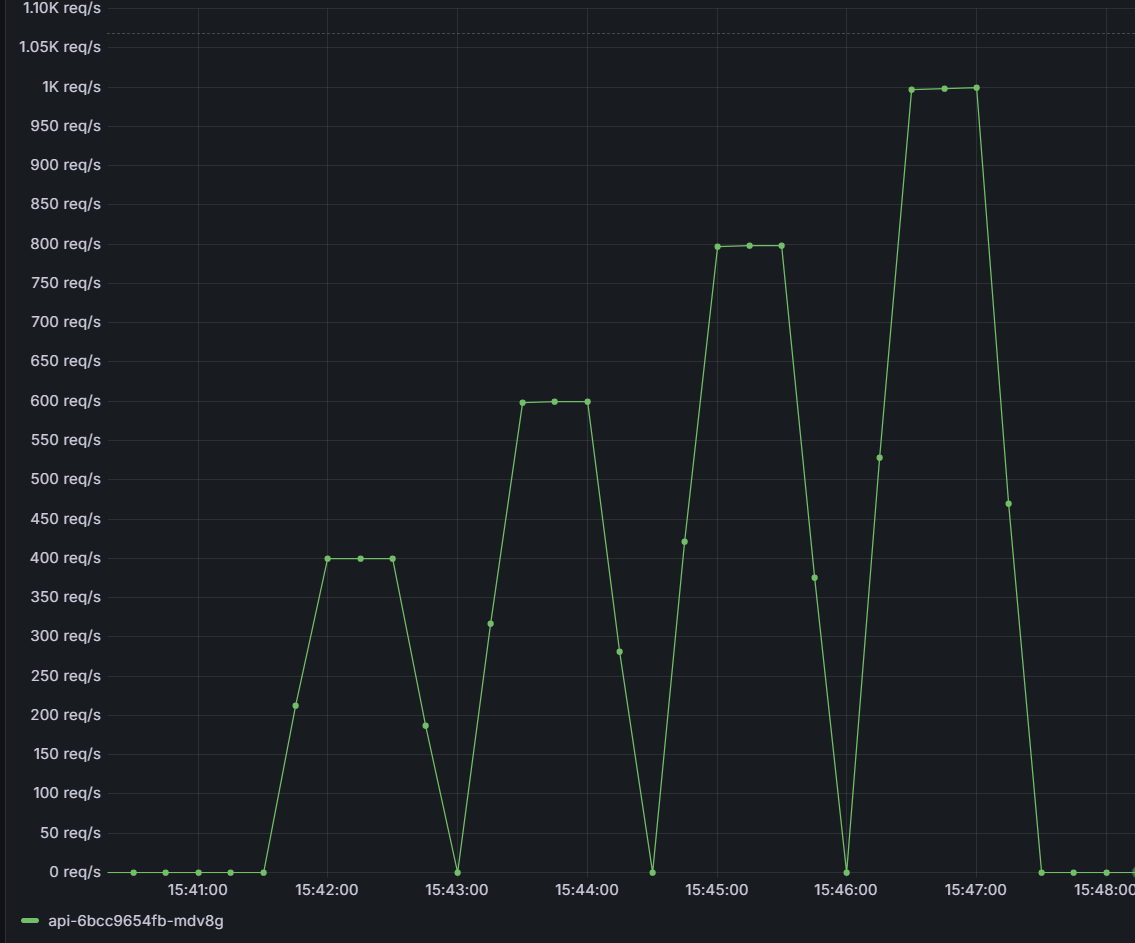 1.10K req/s
1.05K req/s
1K req/s
950 req/s
900 req/s
850 req/s
800 req/s
750 req/s
700 req/s
650 req/s
600 req/s
550 req/s
500 req/s
450 req/s
400 req/s
350 req/s
300 req/s
250 req/s
200 req/s
150 req/s
100 req/s
50 req/s
0 req/s
15:41:00 15:42:00 15:43:00 15:44:00 15:45:00 15:46:00 15:47:00 15:48:00
api-6bcc9654fb-mdv8g